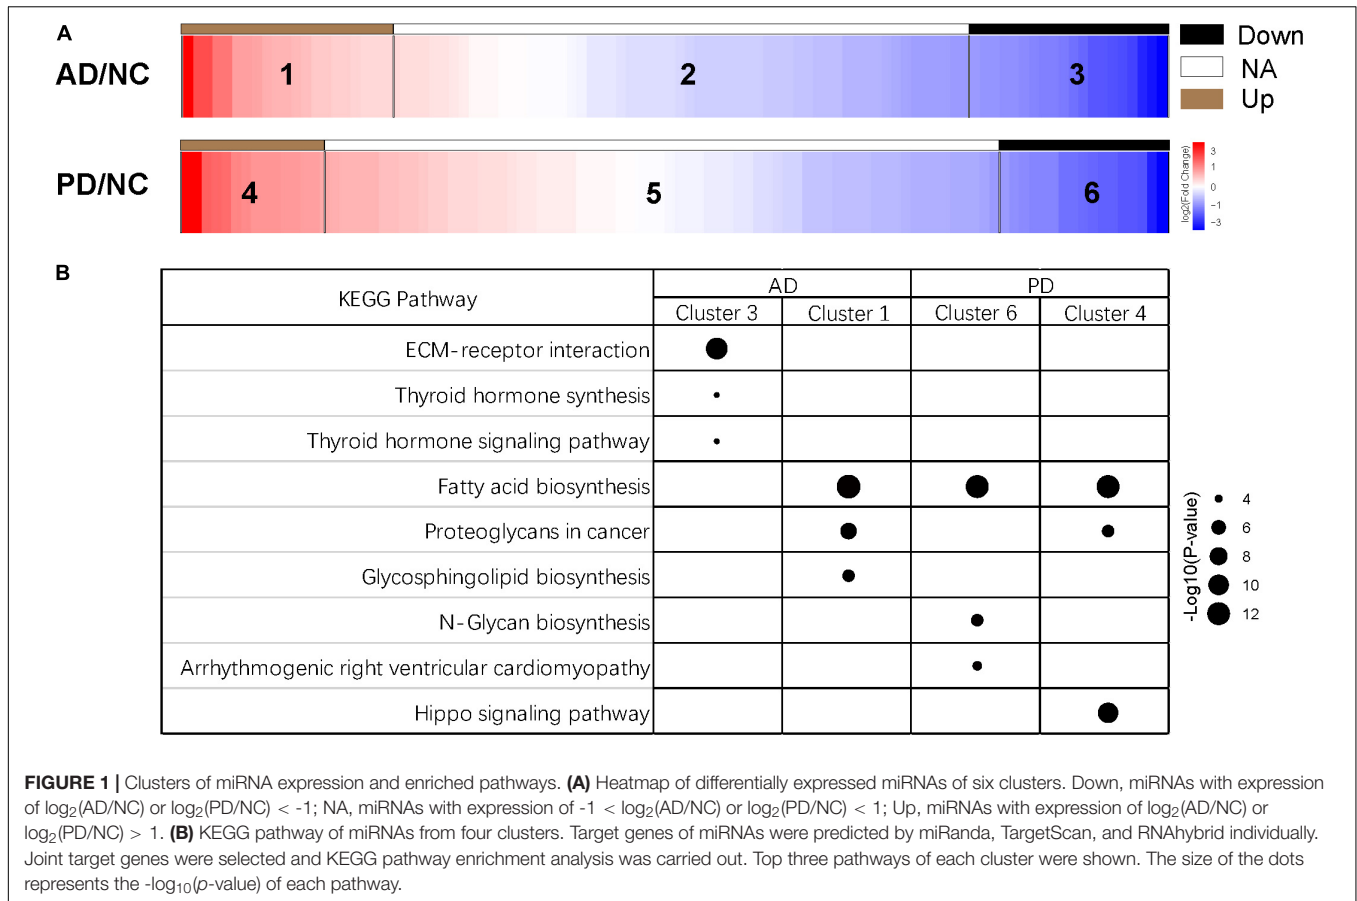 A
AD/NC
1
2
3
Down
NA
Up
PD/NC
4
5
6
log2(Fold Change)
3
1
0
−1
−3
B
KEGG Pathway
AD
PD
Cluster 3
Cluster 1
Cluster 6
Cluster 4
ECM-receptor interaction
Thyroid hormone synthesis
Thyroid hormone signaling pathway
Fatty acid biosynthesis
Proteoglycans in cancer
Glycosphingolipid biosynthesis
N-Glycan biosynthesis
Arrhythmogenic right ventricular cardiomyopathy
Hippo signaling pathway
-Log10(P-value)
4
6
8
10
12
FIGURE 1 | Clusters of miRNA expression and enriched pathways. (A) Heatmap of differentially expressed miRNAs of six clusters. Down, miRNAs with expression
of log2(AD/NC) or log2(PD/NC) < -1; NA, miRNAs with expression of -1 < log2(AD/NC) or log2(PD/NC) < 1; Up, miRNAs with expression of log2(AD/NC) or
log2(PD/NC) > 1. (B) KEGG pathway of miRNAs from four clusters. Target genes of miRNAs were predicted by miRanda, TargetScan, and RNAhybrid individually.
Joint target genes were selected and KEGG pathway enrichment analysis was carried out. Top three pathways of each cluster were shown. The size of the dots
represents the -log10(p-value) of each pathway.